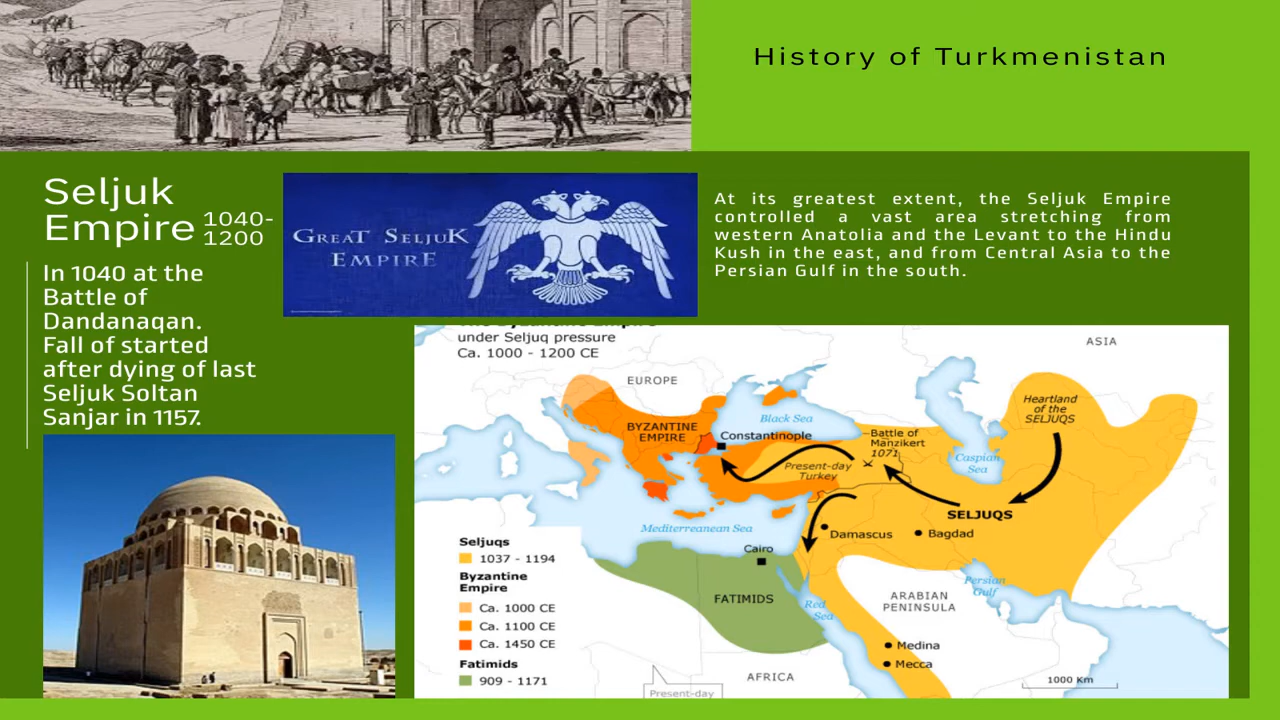 History of Turkmenistan
Seljuk
Empire 1040-
1200
In 1040 at the
Battle of
Dandanaqan.
Fall of started
after dying of last
Seljuk Soltan
Sanjar in 1157.
GREAT SELJUK
EMPIRE
At its greatest extent, the Seljuk Empire
controlled a vast area stretching from
western Anatolia and the Levant to the Hindu
Kush in the east, and from Central Asia to the
Persian Gulf in the south.
The Byzantine Empire
under Seljuq pressure
Ca. 1000 - 1200 CE
ASIA
EUROPE
Heartland
of the
SELJUQS
Black Sea
BYZANTINE
EMPIRE
Constantinople
Battle of
Manzikert
1071
Caspian
Sea
Present-day
Turkey
SELJUQS
Mediterranean Sea
Damascus
Bagdad
Cairo
Persian
Gulf
FATIMIDS
ARABIAN
PENINSULA
Red
Sea
Medina
Mecca
AFRICA
1000 Km
Present-day
Seljuqs
1037 - 1194
Byzantine
Empire
Ca. 1000 CE
Ca. 1100 CE
Ca. 1450 CE
Fatimids
909 - 1171